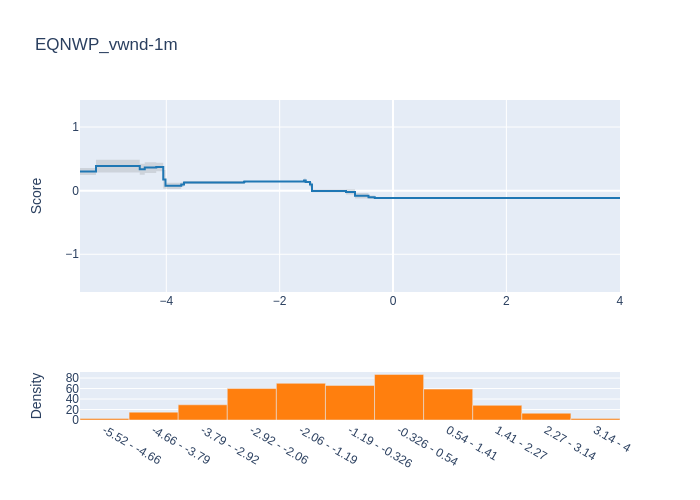 EQNWP_vwnd-1m
Score
1
0
−1
−4
−2
0
2
4
Density
80
60
40
20
0
-5.52 - -4.66
-4.66 - -3.79
-3.79 - -2.92
-2.92 - -2.06
-2.06 - -1.19
-1.19 - -0.326
-0.326 - 0.54
0.54 - 1.41
1.41 - 2.27
2.27 - 3.14
3.14 - 4